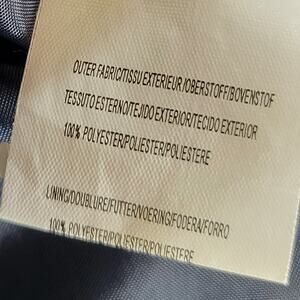 OUTER FABRIC/TISSU EXTERIEUR/OBERSTOFF/BOVENSTOF
TESSUTO ESTERNO/TEJIDO EXTERIOR/TECIDO EXTERIOR
100% POLYESTER/POLIESTER/POLIESTERE
LINING/DOUBLURE/FUTTER/VOERING/FODERA/FORRO
100% POLYESTER/POLIESTER/POLIESTERE